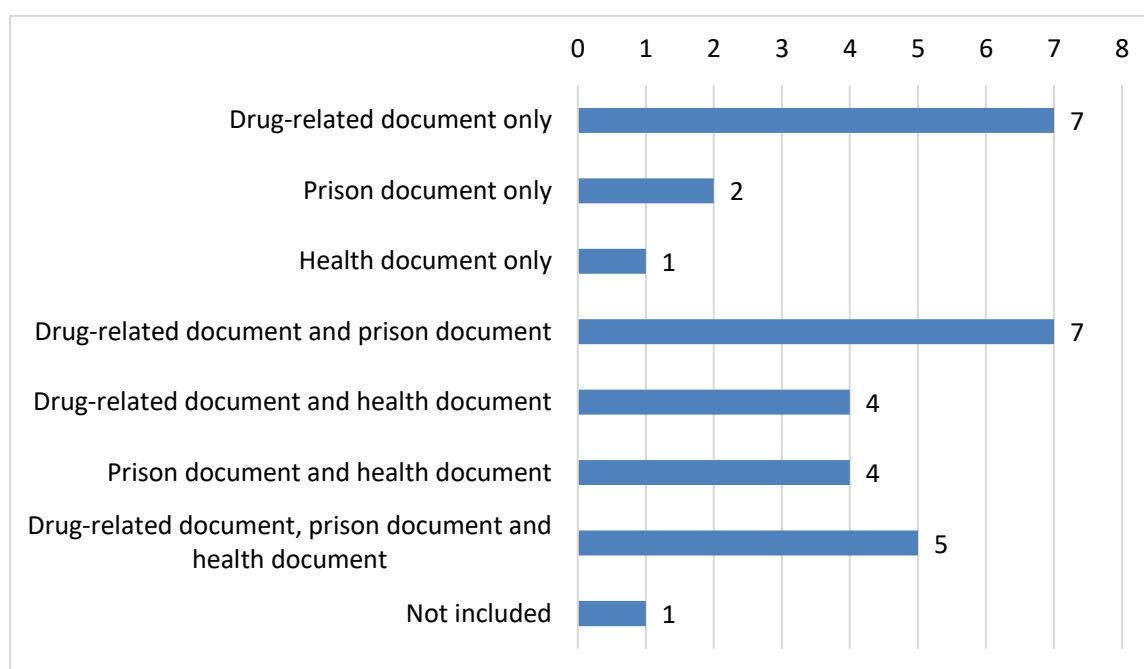 0 1 2 3 4 5 6 7 8
Drug-related document only 7
Prison document only 2
Health document only 1
Drug-related document and prison document 7
Drug-related document and health document 4
Prison document and health document 4
Drug-related document, prison document and
health document 5
Not included 1